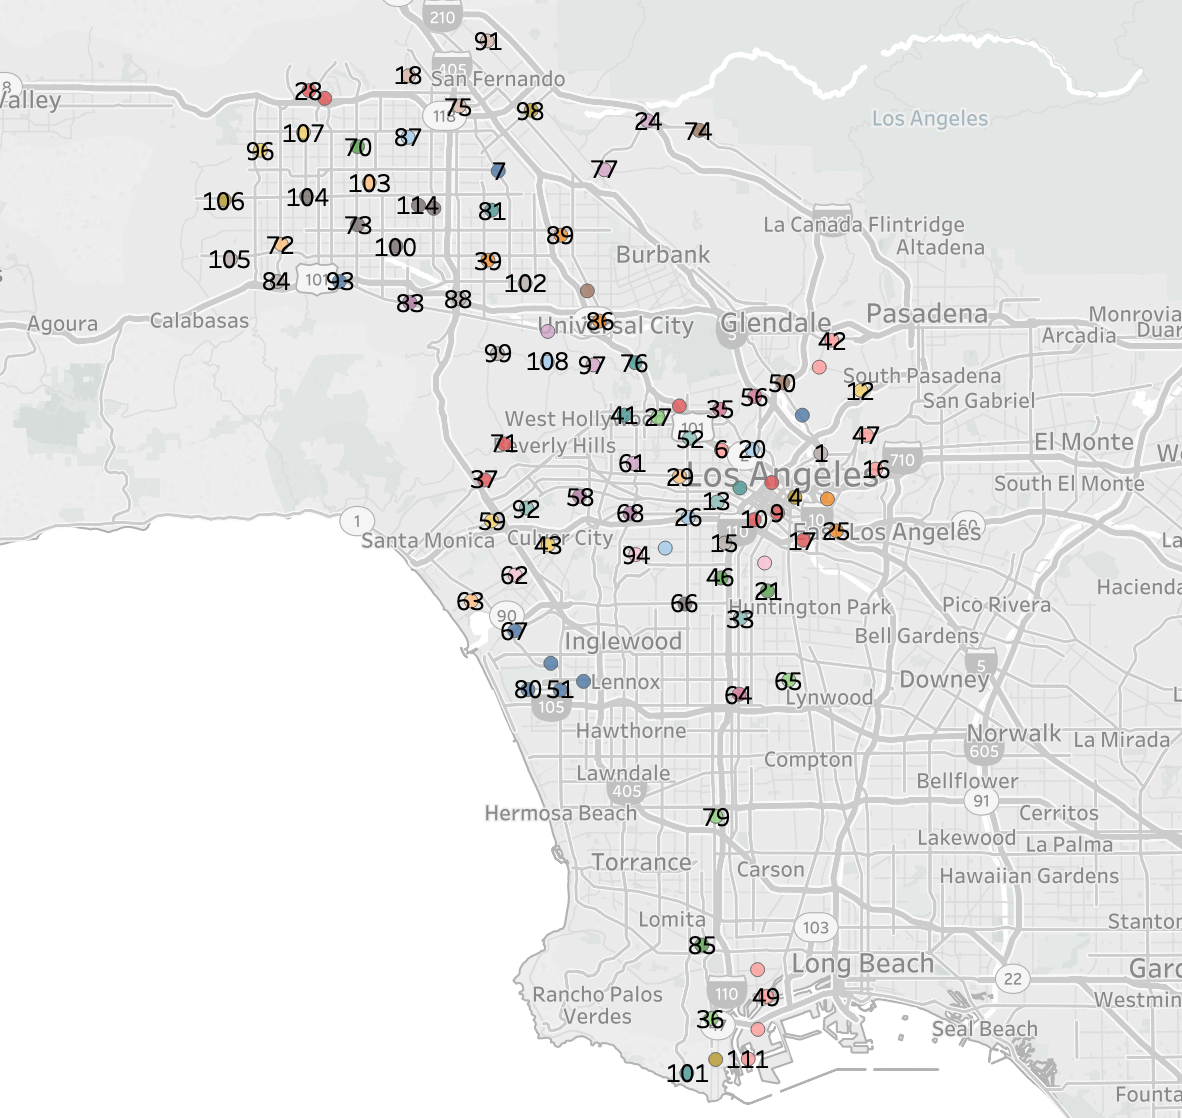 210
91
18
405
San Fernando
8
Valley
28
75
118
98
24
74
Los Angeles
107
96
70
87
7
77
106
104
103
114
81
73
89
La Canada Flintridge
Altadena
105
72
100
39
Burbank
84
101
93
102
83
88
86
Universal City
Glendale
Pasadena
Monrovia
Duar
Arcadia
Agoura
Calabasas
5
42
99
108
97
76
56
50
12
South Pasadena
San Gabriel
West Hollywood
41
27
35
101
71
Beverly Hills
52
6
20
2
1
47
710
El Monte
61
29
Los Angeles
16
South El Monte
37
58
92
13
4
59
68
26
10
9
110
10
East Los Angeles
25
60
1
Santa Monica
Culver City
43
94
15
17
62
46
21
Hacienda
63
90
66
33
Huntington Park
Pico Rivera
67
Inglewood
Bell Gardens
5
80
51
Lennox
64
65
Lynwood
Downey
105
Hawthorne
Norwalk
605
La Mirada
Compton
Lawndale
405
Bellflower
91
Hermosa Beach
79
Cerritos
Lakewood
La Palma
Torrance
Carson
Hawaiian Gardens
Lomita
103
Stanton
85
Long Beach
22
Gard
110
49
Rancho Palos
Verdes
Westmin
36
47
Seal Beach
111
101
Founta